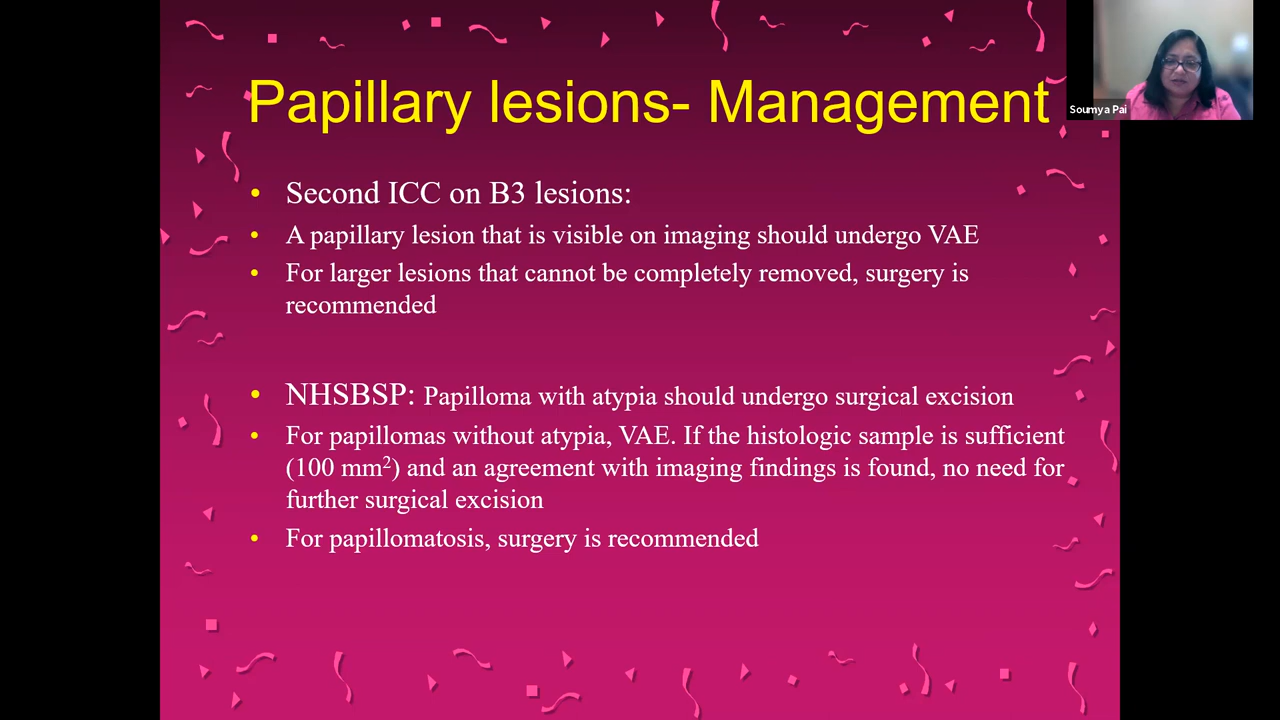 Papillary lesions- Management
Soumya Pai
• Second ICC on B3 lesions:
• A papillary lesion that is visible on imaging should undergo VAE
• For larger lesions that cannot be completely removed, surgery is
recommended
• NHSBSP: Papilloma with atypia should undergo surgical excision
• For papillomas without atypia, VAE. If the histologic sample is sufficient
(100 mm²) and an agreement with imaging findings is found, no need for
further surgical excision
• For papillomatosis, surgery is recommended